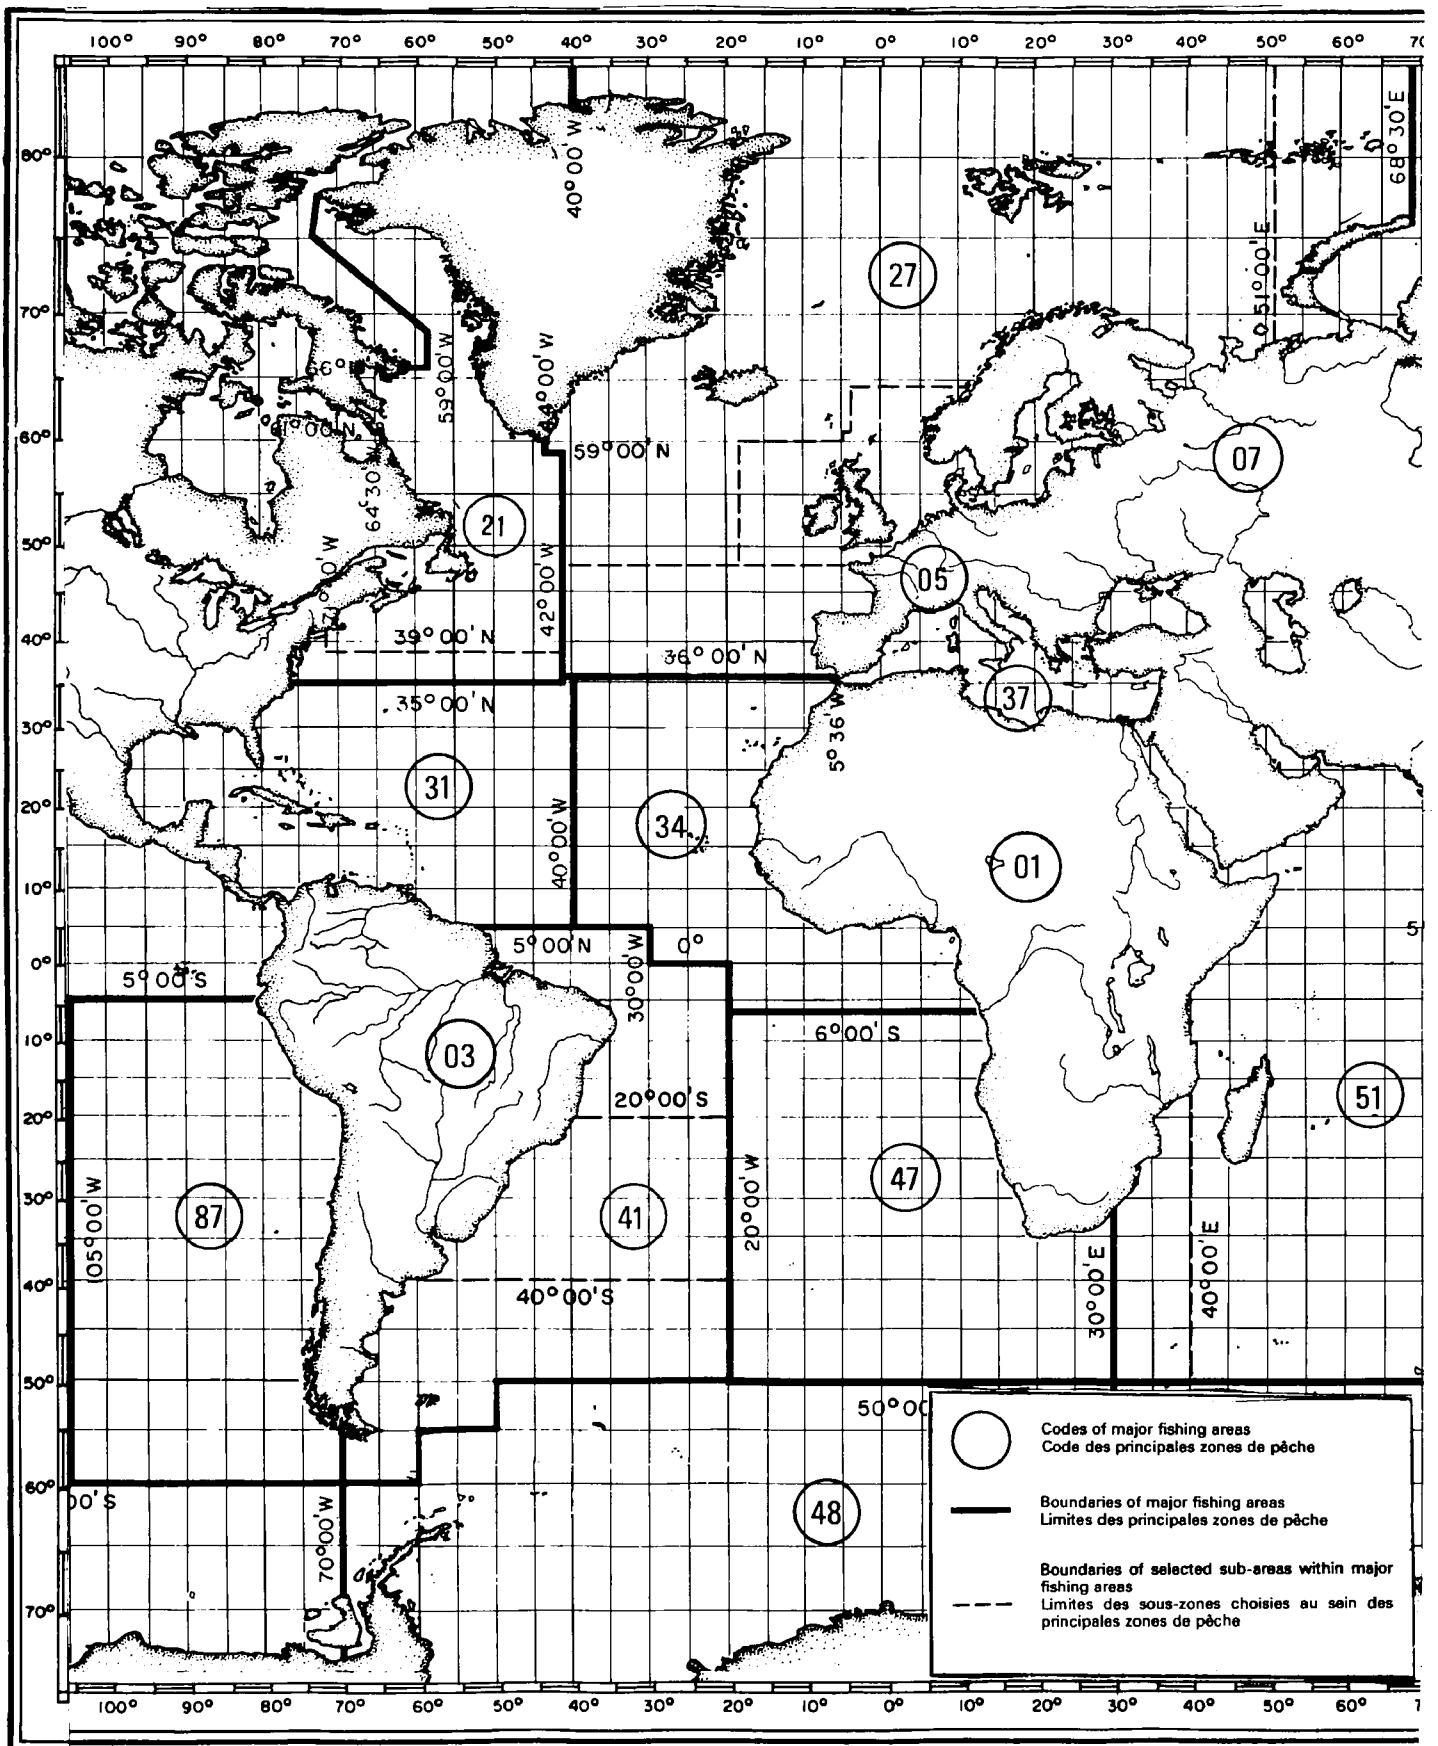 100° 90° 80° 70° 60° 50° 40° 30° 20° 10° 0° 10° 20° 30° 40° 50° 60°
80°
40°00'W
68°30'E
27
051°00'E
70°
66°
59°00'W
44°00'W
61°00'N
60°
59°00'N
07
64°30'W
21
50°
05
42°00'W
40°
39°00'N
36°00'N
35°00'N
37
5°36'W
30°
31
20°
34
40°00'W
01
10°
5°00'N
0°
30°00'W
5
0°
5°00'S
6°00'S
10°
03
20°00'S
51
20°
47
20°00'W
30°
87
41
105°00'W
30°00'E
40°00'E
40°
40°00'S
50°
50°00
Codes of major fishing areas
Code des principales zones de pêche
60°
00'S
48
Boundaries of major fishing areas
Limites des principales zones de pêche
70°00'W
Boundaries of selected sub-areas within major
fishing areas
Limites des sous-zones choisies au sein des
principales zones de pêche
70°
100° 90° 80° 70° 60° 50° 40° 30° 20° 10° 0° 10° 20° 30° 40° 50° 60°